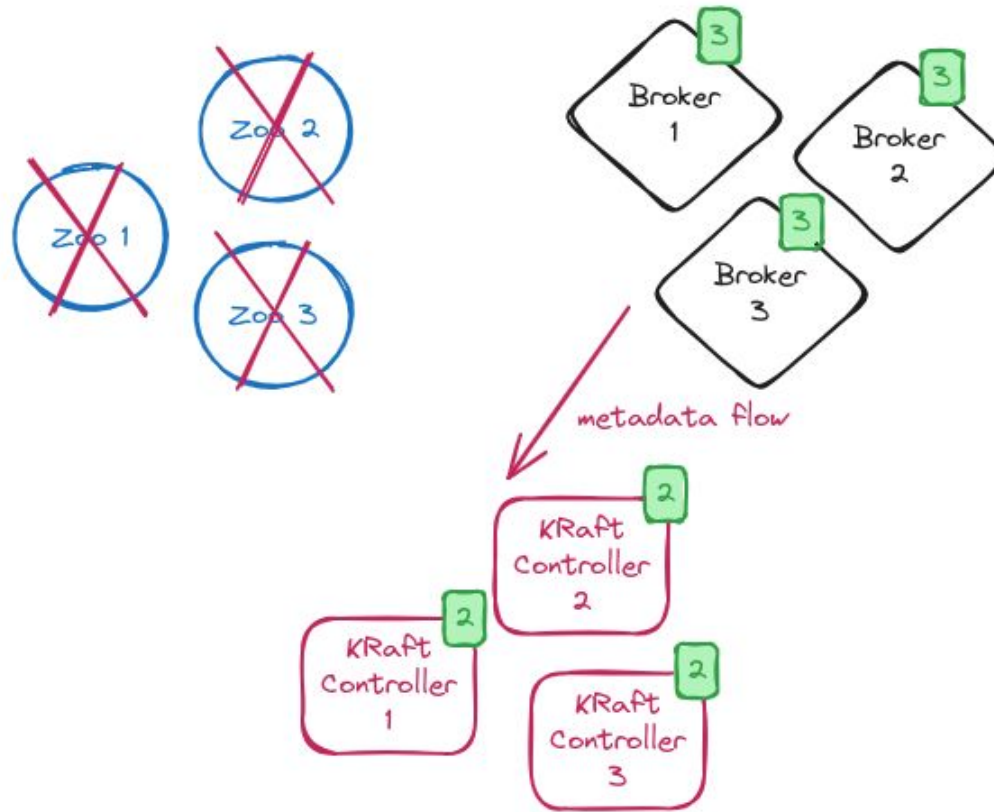 Zoo 1
Zoo 2
Zoo 3
3
Broker
1
3
Broker
2
3
Broker
3
metadata flow
2
KRaft
Controller
1
2
KRaft
Controller
2
2
KRaft
Controller
3